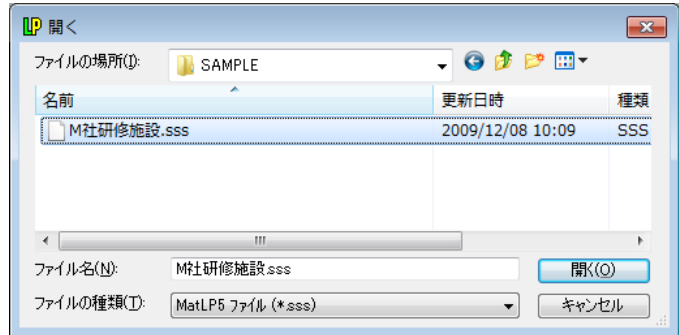 LP 開く
ファイルの場所(I): SAMPLE
名前 更新日時 種類
M社研修施設.sss 2009/12/08 10:09 SSS
ファイル名(N): M社研修施設.sss 開く(O)
ファイルの種類(T): MatLP5 ファイル (*.sss) キャンセル